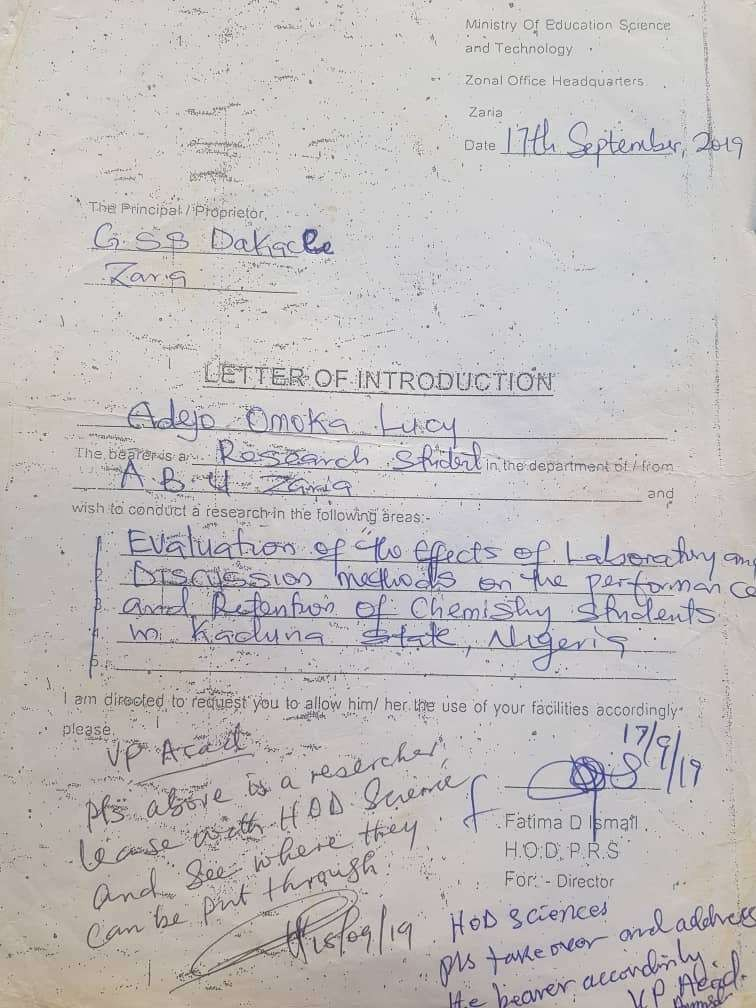 Ministry Of Education Science
and Technology
Zonal Office Headquarters
Zaria
Date 17th September, 2019
The Principal / Proprietor,
G.S.S Dakace
Zaria
LETTER OF INTRODUCTION
Adejo Omoka Lucy
The bearer is a Research Student in the department of / from
A B U Zaria and
wish to conduct a research in the following areas:-
1. Evaluation of the Effects of Laboratory and
2. Discussion methods on the performance
3. and Retention of Chemistry Students
4. in Kaduna State, Nigeria
5.
I am directed to request you to allow him/ her the use of your facilities accordingly
please.
17/9/19
Fatima D Ismail
H.O.D. P.R.S
For: - Director
VP Acad
Pls above is a researcher,
with HOD Science
and see where they
can be put through.
/09/19
HOD Sciences
pls take over and address
the bearer accordinly.
VP Acad.